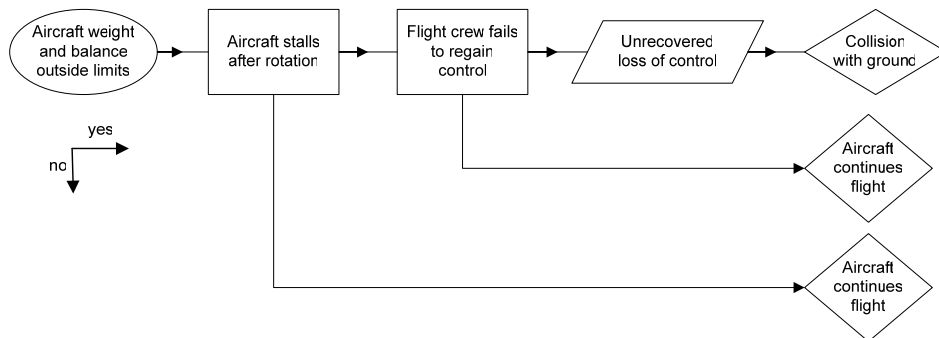 Aircraft weight
and balance
outside limits
Aircraft stalls
after rotation
Flight crew fails
to regain
control
Unrecovered
loss of control
Collision
with ground
yes
no
Aircraft
continues
flight
Aircraft
continues
flight